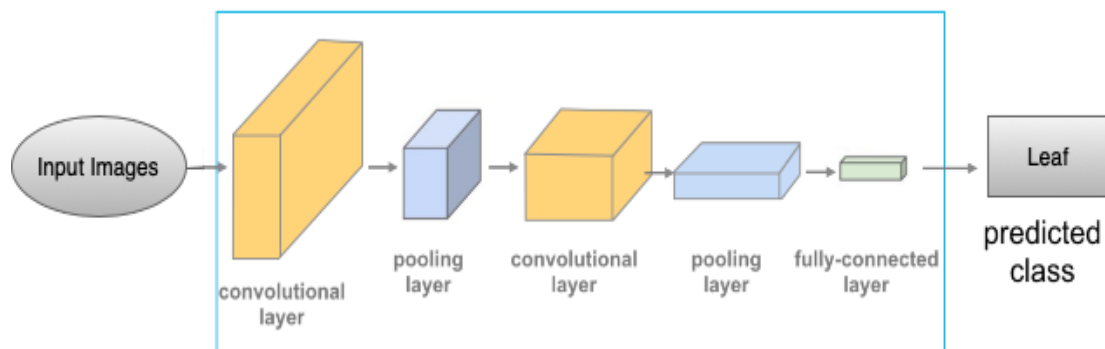 Input Images
convolutional
layer
pooling
layer
convolutional
layer
pooling
layer
fully-connected
layer
Leaf
predicted
class